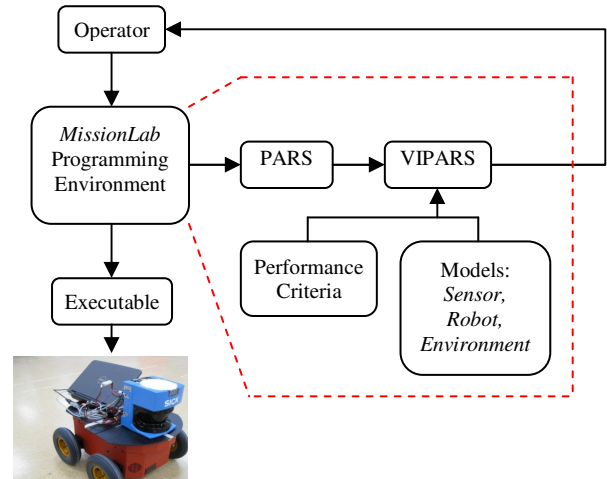 Operator
MissionLab
Programming
Environment
PARS
VIPARS
Performance
Criteria
Models:
Sensor,
Robot,
Environment
Executable
SICK